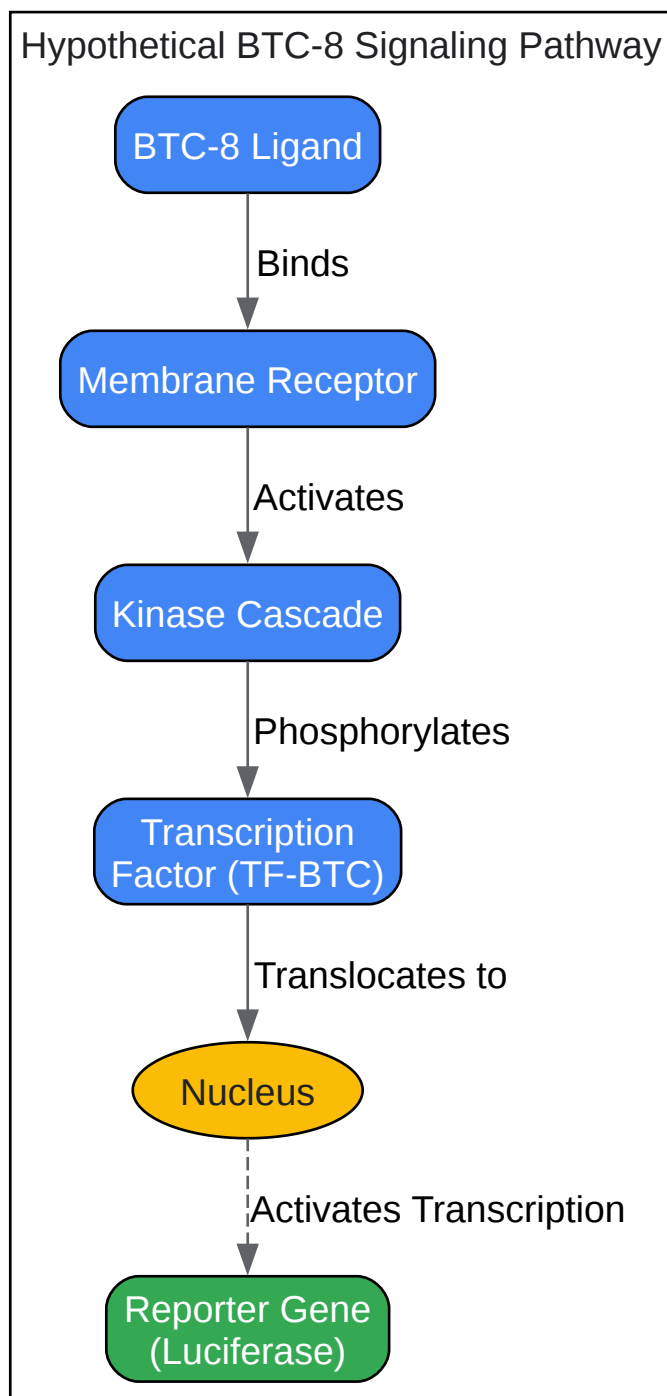 Hypothetical BTC-8 Signaling Pathway
BTC-8 Ligand
Binds
Membrane Receptor
Activates
Kinase Cascade
Phosphorylates
Transcription
Factor (TF-BTC)
Translocates to
Nucleus
Activates Transcription
Reporter Gene
(Luciferase)